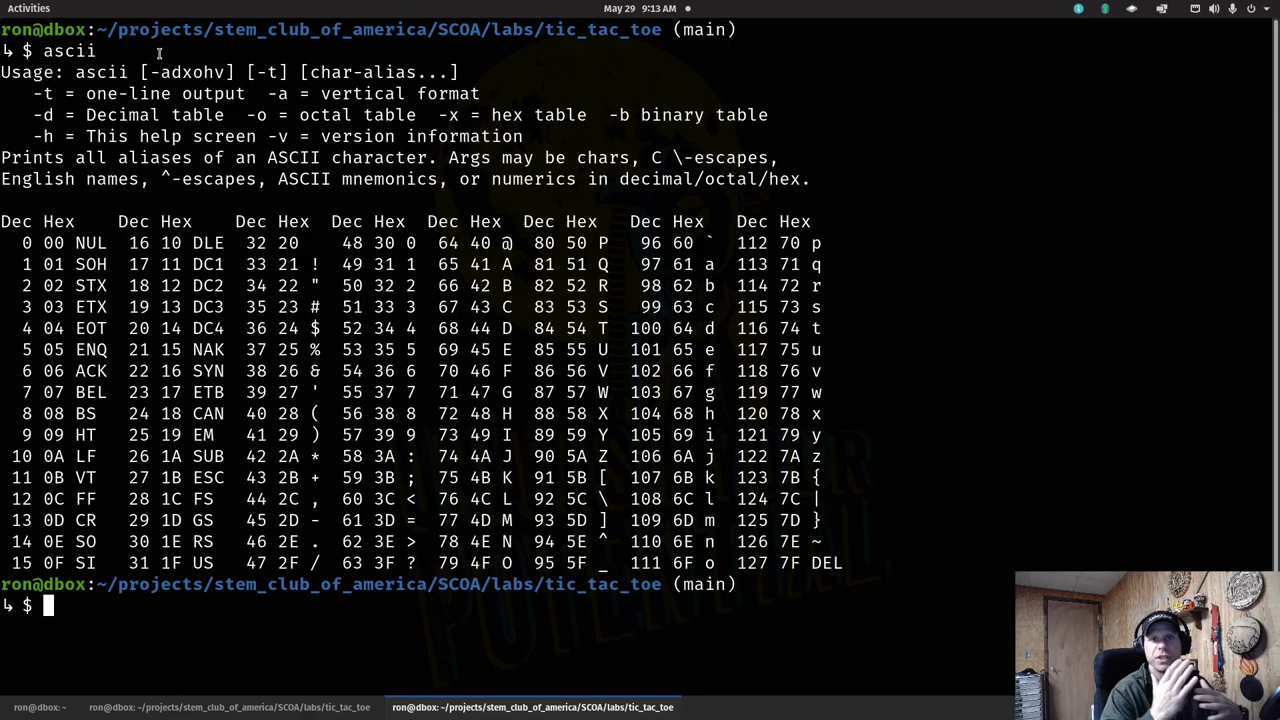 Activities
May 29 9:13 AM
ron@dbox:~/projects/stem_club_of_america/SCOA/labs/tic_tac_toe (main)
↳ $ ascii
Usage: ascii [-adxohv] [-t] [char-alias...]
   -t = one-line output  -a = vertical format
   -d = Decimal table  -o = octal table  -x = hex table  -b binary table
   -h = This help screen -v = version information
Prints all aliases of an ASCII character. Args may be chars, C \-escapes,
English names, ^-escapes, ASCII mnemonics, or numerics in decimal/octal/hex.
Dec Hex    Dec Hex    Dec Hex  Dec Hex  Dec Hex  Dec Hex   Dec Hex   Dec Hex
  0 00 NUL  16 10 DLE  32 20    48 30 0  64 40 @  80 50 P   96 60 `  112 70 p
  1 01 SOH  17 11 DC1  33 21 !  49 31 1  65 41 A  81 51 Q   97 61 a  113 71 q
  2 02 STX  18 12 DC2  34 22 "  50 32 2  66 42 B  82 52 R   98 62 b  114 72 r
  3 03 ETX  19 13 DC3  35 23 #  51 33 3  67 43 C  83 53 S   99 63 c  115 73 s
  4 04 EOT  20 14 DC4  36 24 $  52 34 4  68 44 D  84 54 T  100 64 d  116 74 t
  5 05 ENQ  21 15 NAK  37 25 %  53 35 5  69 45 E  85 55 U  101 65 e  117 75 u
  6 06 ACK  22 16 SYN  38 26 &  54 36 6  70 46 F  86 56 V  102 66 f  118 76 v
  7 07 BEL  23 17 ETB  39 27 '  55 37 7  71 47 G  87 57 W  103 67 g  119 77 w
  8 08 BS   24 18 CAN  40 28 (  56 38 8  72 48 H  88 58 X  104 68 h  120 78 x
  9 09 HT   25 19 EM   41 29 )  57 39 9  73 49 I  89 59 Y  105 69 i  121 79 y
 10 0A LF   26 1A SUB  42 2A *  58 3A :  74 4A J  90 5A Z  106 6A j  122 7A z
 11 0B VT   27 1B ESC  43 2B +  59 3B ;  75 4B K  91 5B [  107 6B k  123 7B {
 12 0C FF   28 1C FS   44 2C ,  60 3C <  76 4C L  92 5C \  108 6C l  124 7C |
 13 0D CR   29 1D GS   45 2D -  61 3D =  77 4D M  93 5D ]  109 6D m  125 7D }
 14 0E SO   30 1E RS   46 2E .  62 3E >  78 4E N  94 5E ^  110 6E n  126 7E ~
 15 0F SI   31 1F US   47 2F /  63 3F ?  79 4F O  95 5F _  111 6F o  127 7F DEL
ron@dbox:~/projects/stem_club_of_america/SCOA/labs/tic_tac_toe (main)
↳ $
ron@dbox: ~
ron@dbox: ~/projects/stem_club_of_america/SCOA/labs/tic_tac_toe
ron@dbox: ~/projects/stem_club_of_america/SCOA/labs/tic_tac_toe